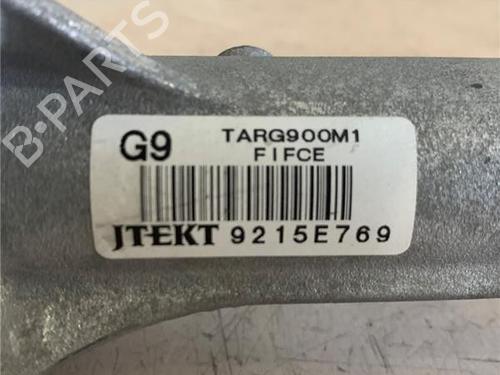 G9 TARG900M1
FIFCE
JTEKT 9215E769
B-PARTS